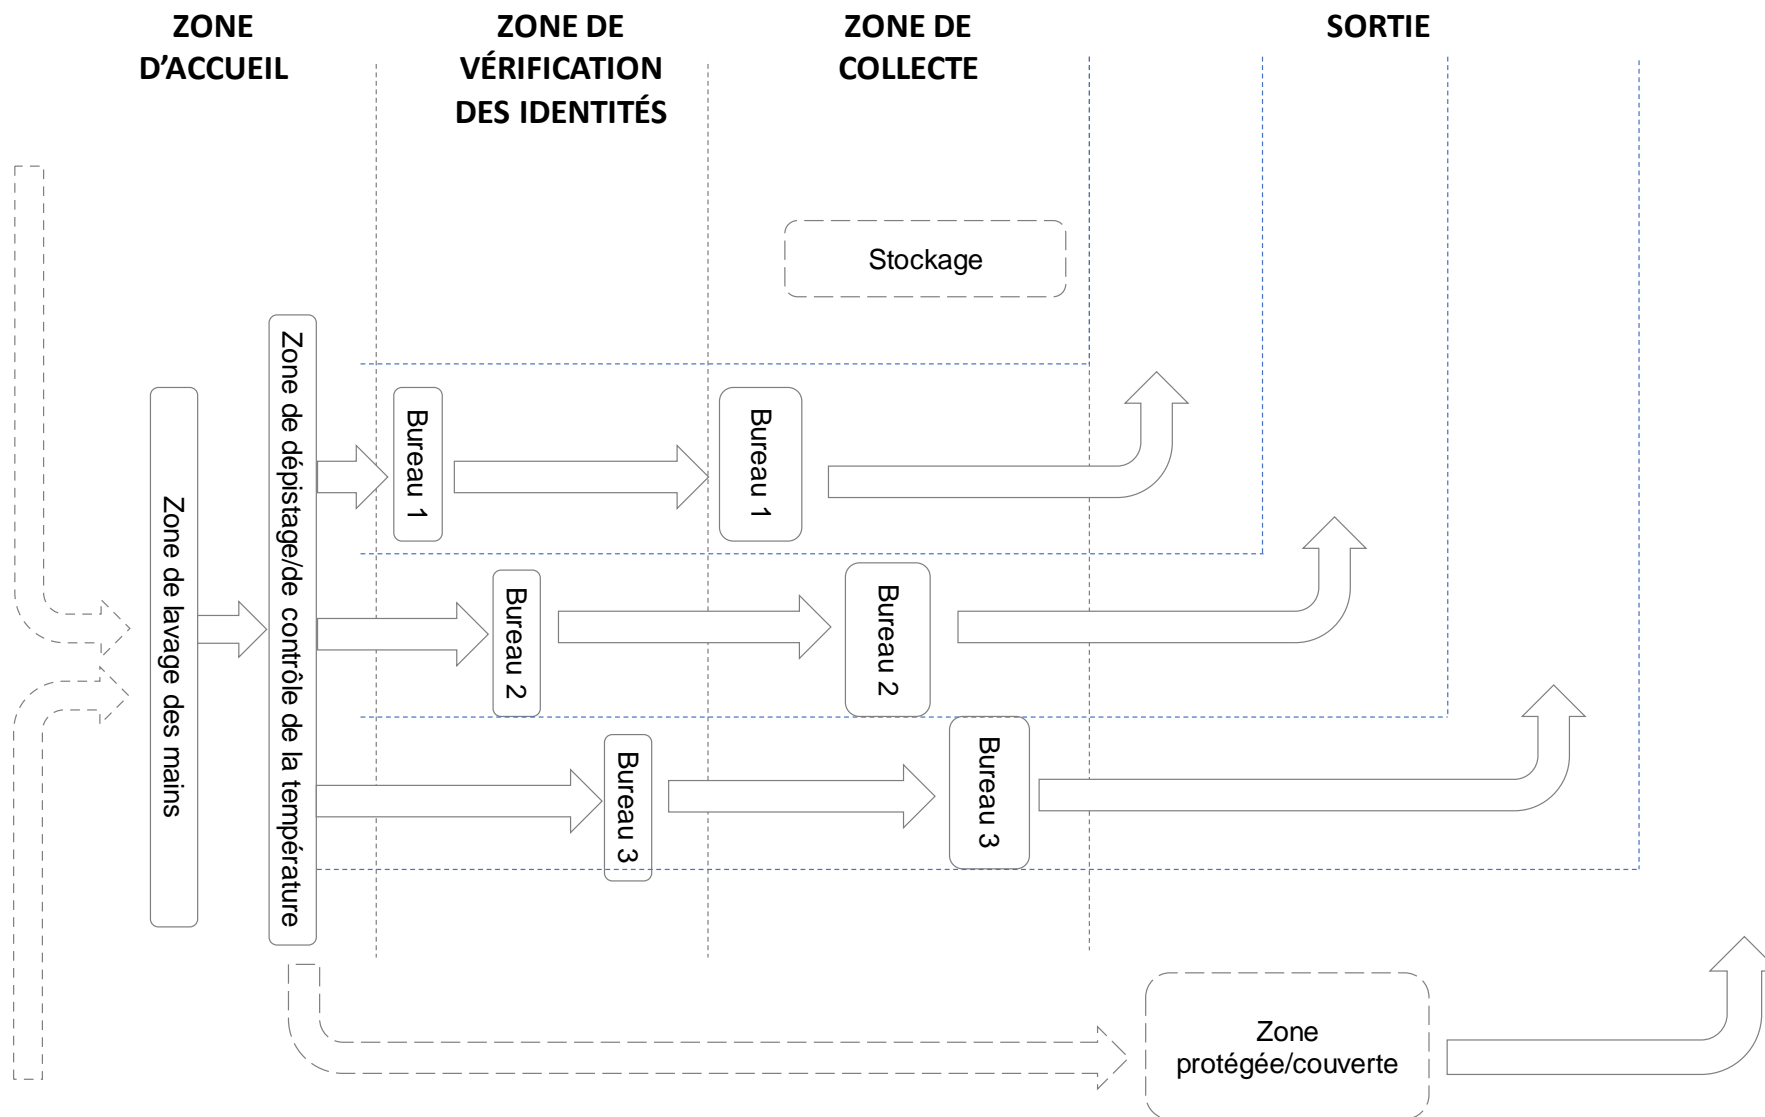 ZONE
D’ACCUEIL
ZONE DE
VÉRIFICATION
DES IDENTITÉS
ZONE DE
COLLECTE
SORTIE
Stockage
Zone de lavage des mains
Zone de dépistage/de contrôle de la température
Bureau 1
Bureau 1
Bureau 2
Bureau 2
Bureau 3
Bureau 3
Zone
protégée/couverte